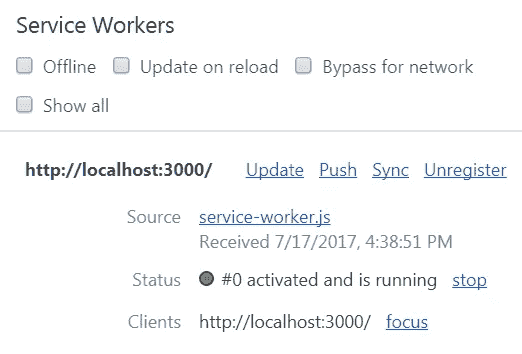 Service Workers
Offline Update on reload Bypass for network
Show all
http://localhost:3000/ Update Push Sync Unregister
Source service-worker.js
Received 7/17/2017, 4:38:51 PM
Status #0 activated and is running stop
Clients http://localhost:3000/ focus